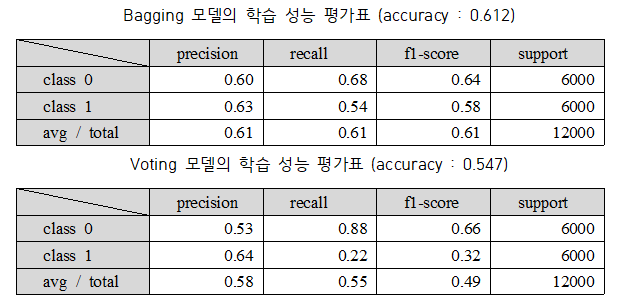 Bagging 모델의 학습 성능 평가표 (accuracy : 0.612)
precision recall f1-score support
class 0 0.60 0.68 0.64 6000
class 1 0.63 0.54 0.58 6000
avg / total 0.61 0.61 0.61 12000
Voting 모델의 학습 성능 평가표 (accuracy : 0.547)
precision recall f1-score support
class 0 0.53 0.88 0.66 6000
class 1 0.64 0.22 0.32 6000
avg / total 0.58 0.55 0.49 12000